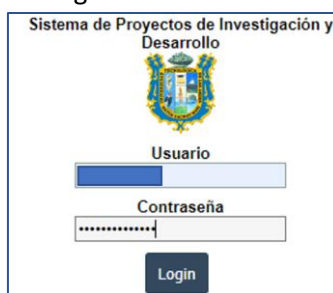 Sistema de Proyectos de Investigación y
Desarrollo
Usuario
Contraseña
••••••••••••••
Login